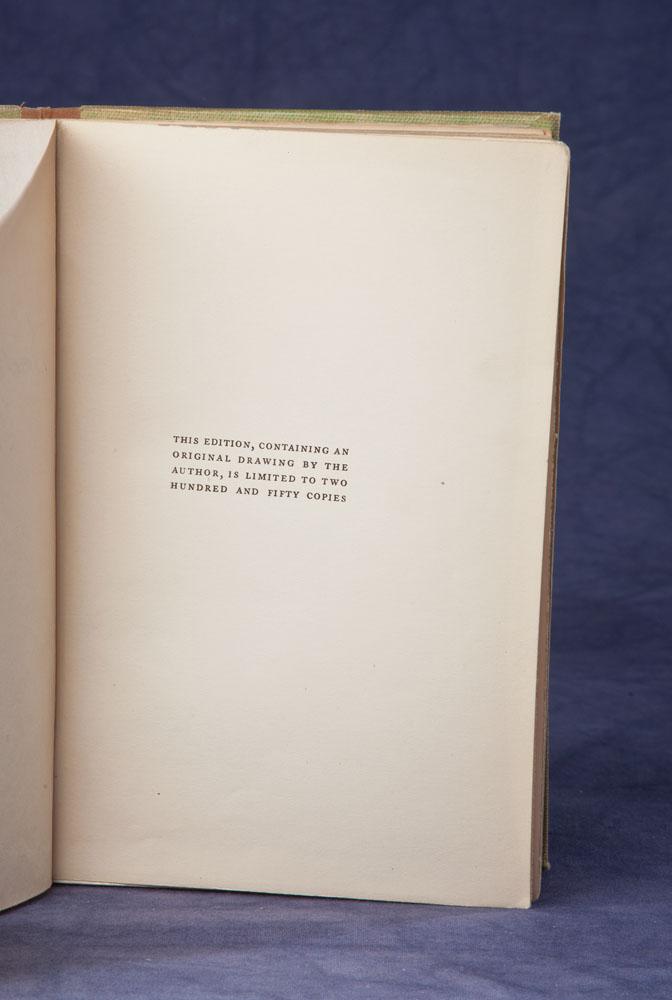 THIS EDITION, CONTAINING AN
ORIGINAL DRAWING BY THE
AUTHOR, IS LIMITED TO TWO
HUNDRED AND FIFTY COPIES